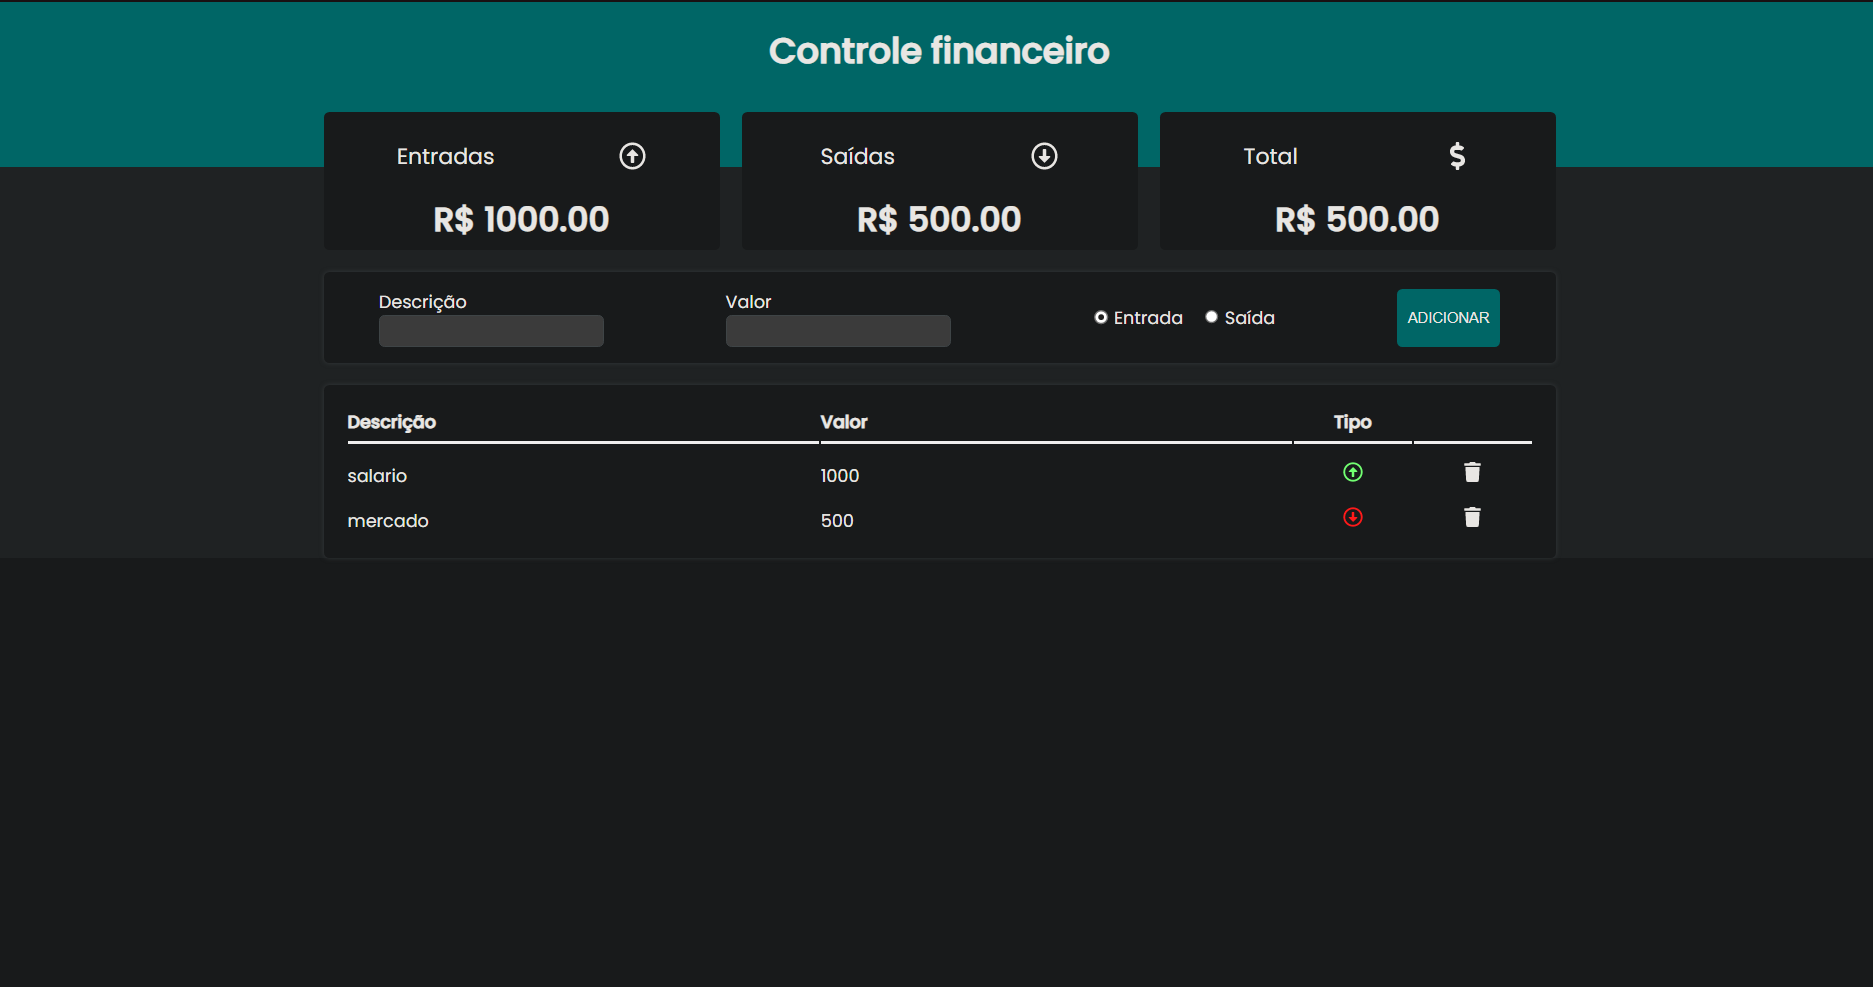 Controle financeiro
Entradas
R$ 1000.00
Saídas
R$ 500.00
Total
$
R$ 500.00
Descrição
Valor
Entrada Saída
ADICIONAR
Descrição Valor Tipo
salario 1000
mercado 500